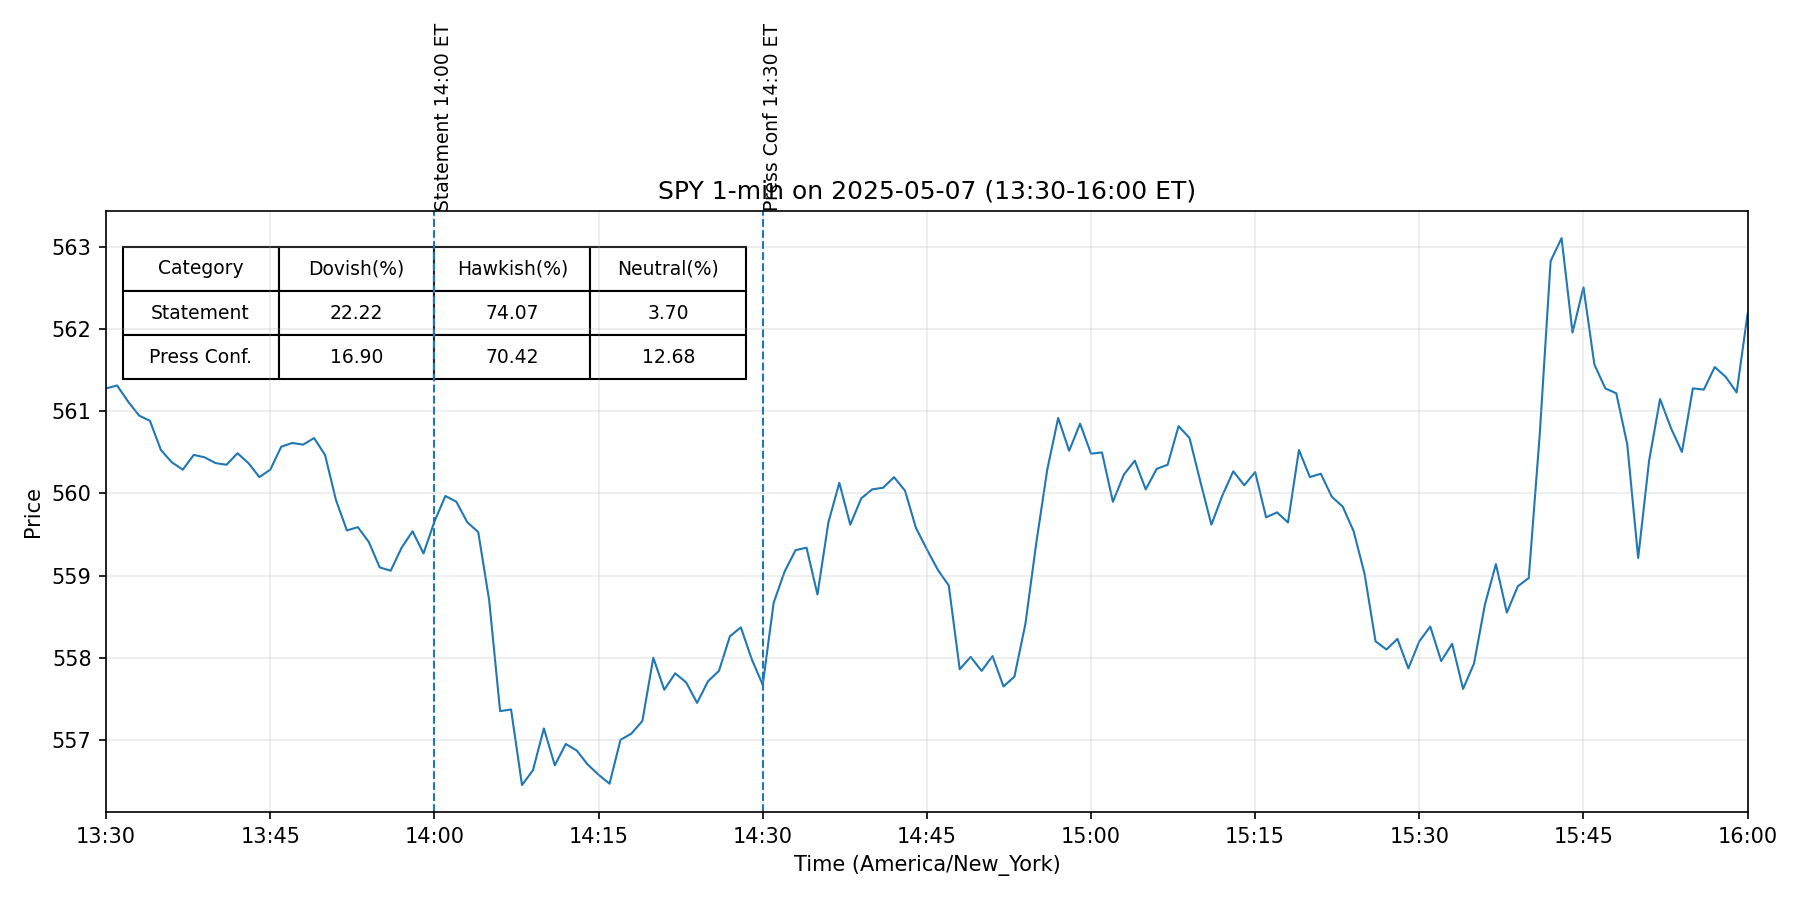 Statement 14:00 ET
Press Conf 14:30 ET
SPY 1-min on 2025-05-07 (13:30-16:00 ET)
Category Dovish(%) Hawkish(%) Neutral(%)
Statement 22.22 74.07 3.70
Press Conf. 16.90 70.42 12.68
563
562
561
560
559
558
557
Price
13:30 13:45 14:00 14:15 14:30 14:45 15:00 15:15 15:30 15:45 16:00
Time (America/New_York)